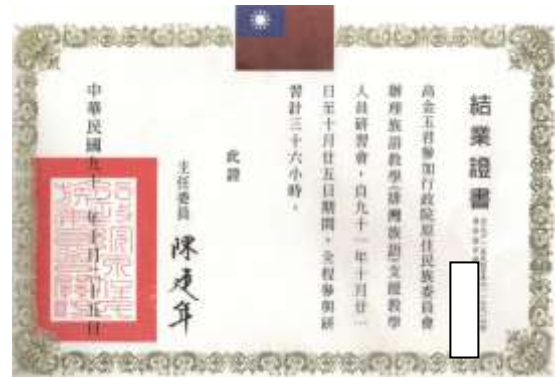 結業證書
高金玉君參加行政院原住民族委員會
辦理族語教學(排灣族語)支援教學
人員研習會,自九十一年十月廿一
日至十月廿五日期間,全程參與研
習計三十六小時。
此證
主任委員 陳建年
中華民國九十一年十月二十五日